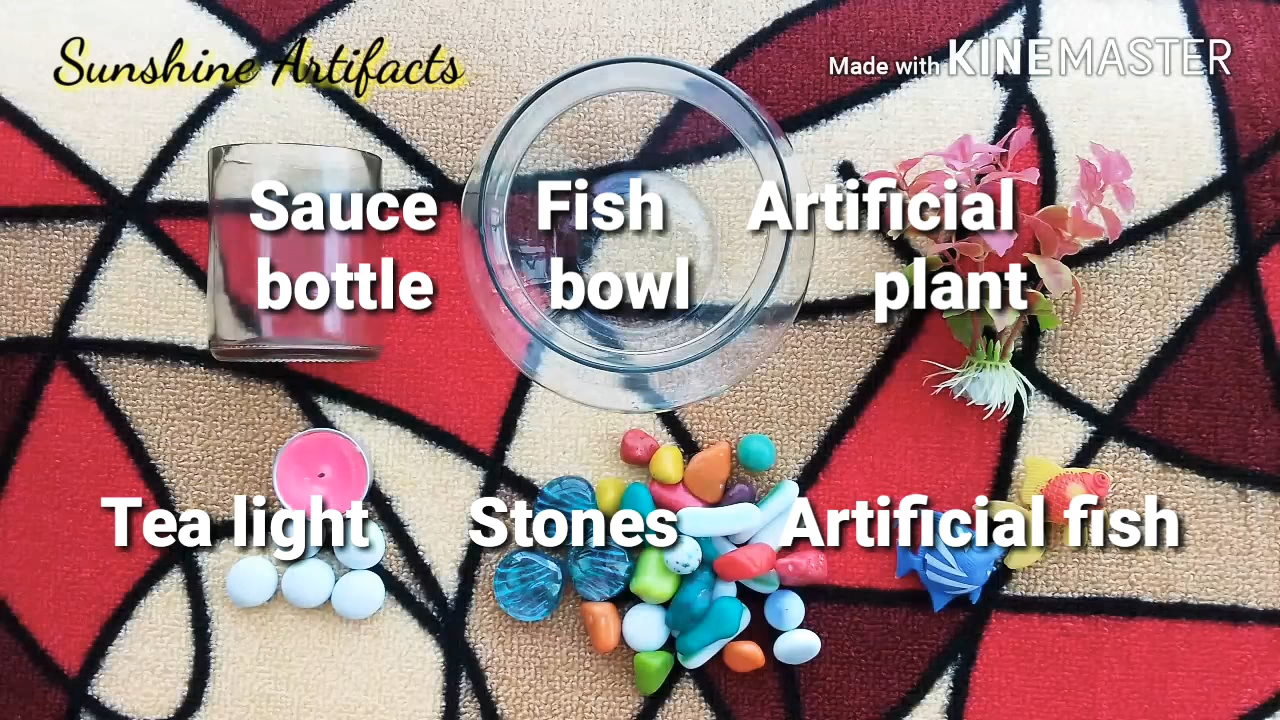 Sunshine Artifacts
Made with KINEMASTER
Sauce bottle
Fish bowl
Artificial plant
Tea light
Stones
Artificial fish